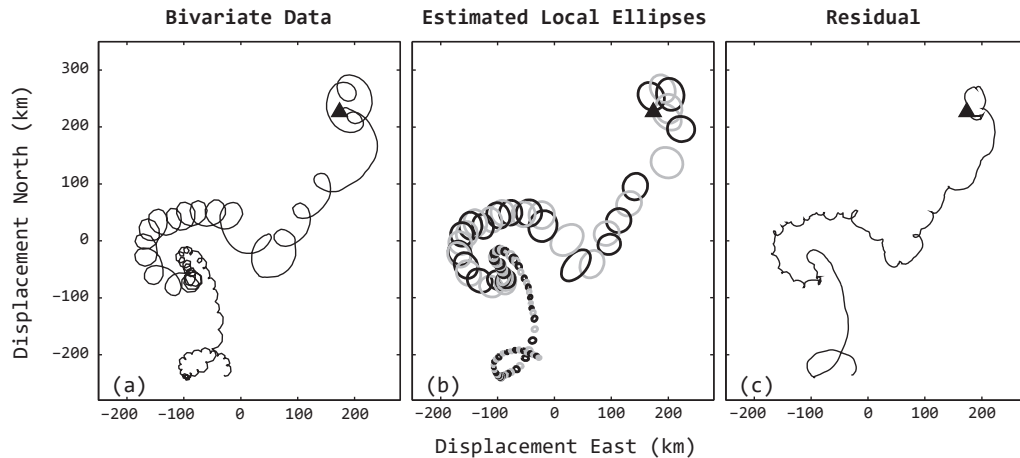 Bivariate Data
Estimated Local Ellipses
Residual
Displacement North (km)
300
200
100
0
−100
−200
(a)
(b)
(c)
−200 −100 0 100 200
−200 −100 0 100 200
−200 −100 0 100 200
Displacement East (km)